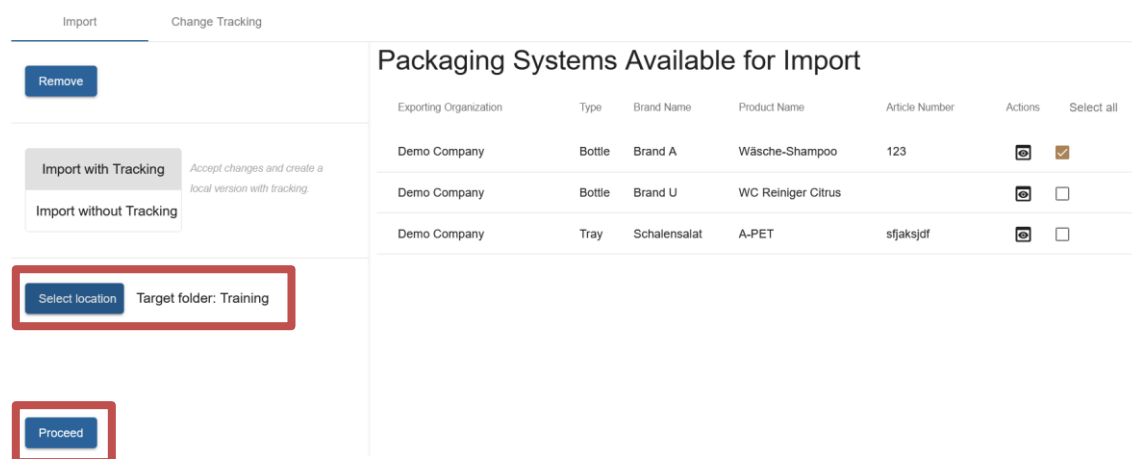 Import Change Tracking
Remove
Import with Tracking
Accept changes and create a
local version with tracking.
Import without Tracking
Select location Target folder: Training
Proceed
Packaging Systems Available for Import
Exporting Organization Type Brand Name Product Name Article Number Actions Select all
Demo Company Bottle Brand A Wäsche-Shampoo 123
Demo Company Bottle Brand U WC Reiniger Citrus
Demo Company Tray Schalensalat A-PET sfjaksjdf